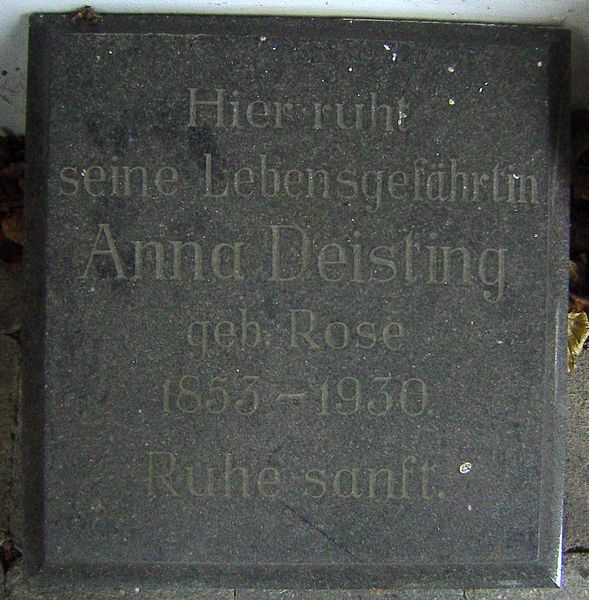 Hier ruht
seine Lebensgefährtin
Anna Deisting
geb. Rose
1853 – 1930.
Ruhe sanft.